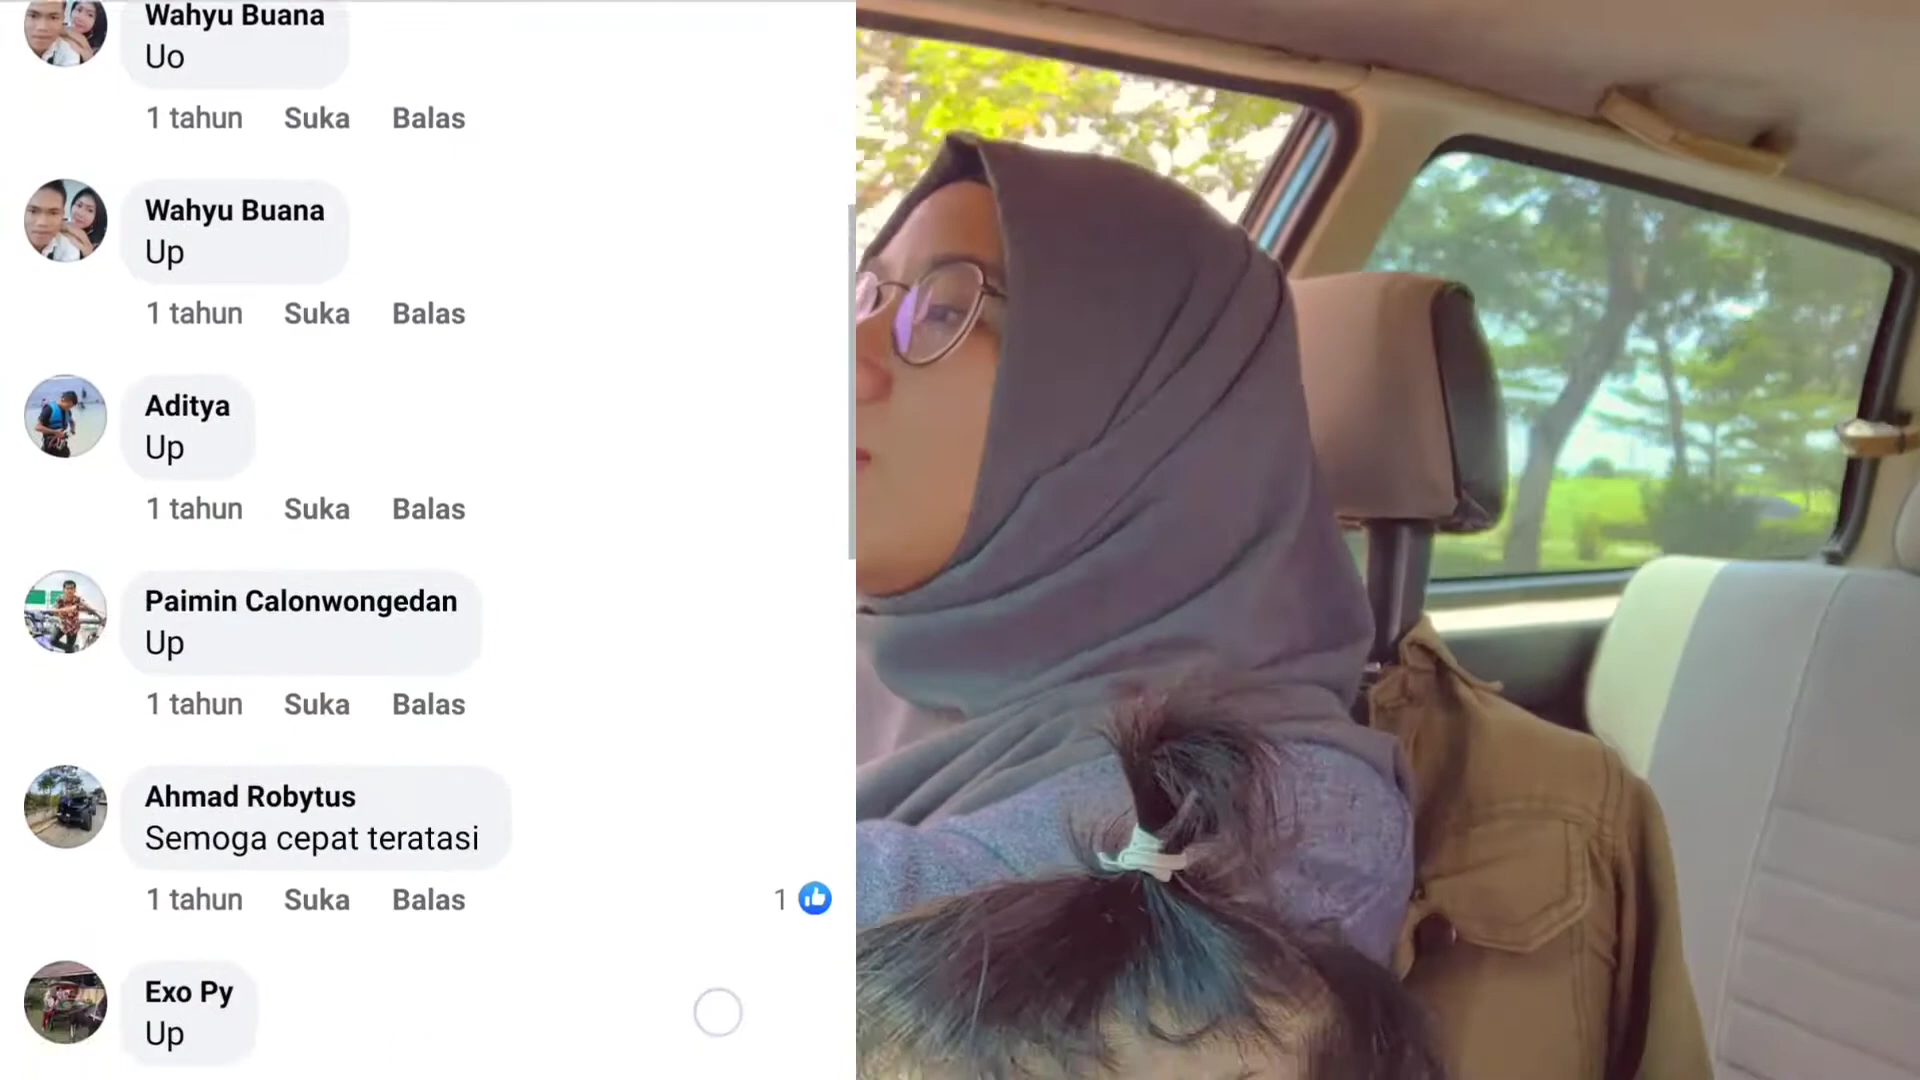 Wahyu Buana
Uo
1 tahun Suka Balas
Wahyu Buana
Up
1 tahun Suka Balas
Aditya
Up
1 tahun Suka Balas
Paimin Calonwongedan
Up
1 tahun Suka Balas
Ahmad Robytus
Semoga cepat teratasi
1 tahun Suka Balas 1
Exo Py
Up